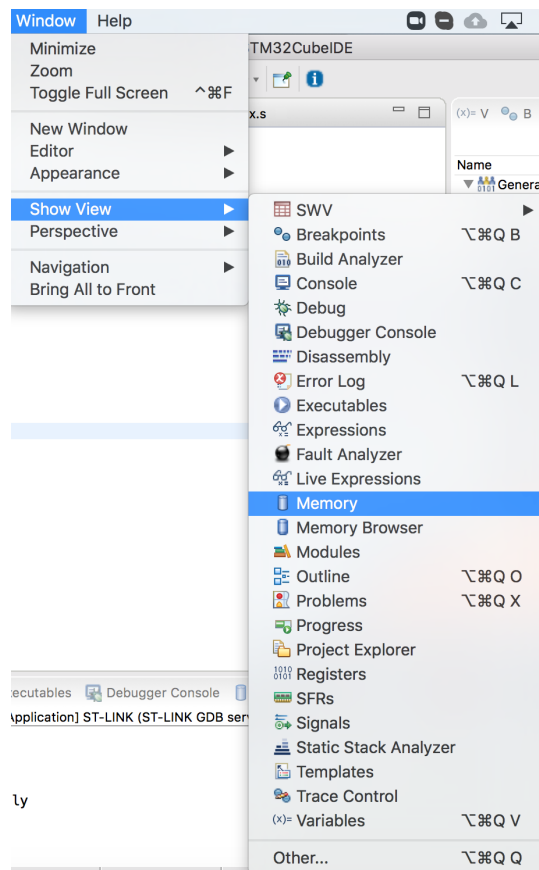 Window Help
Minimize
Zoom
Toggle Full Screen ^⌘F
New Window
Editor
Appearance
Show View
Perspective
Navigation
Bring All to Front
STM32CubeIDE
x.s
(x)= V B
Name
Genera
SWV
Breakpoints ⌥⌘Q B
Build Analyzer
Console ⌥⌘Q C
Debug
Debugger Console
Disassembly
Error Log ⌥⌘Q L
Executables
Expressions
Fault Analyzer
Live Expressions
Memory
Memory Browser
Modules
Outline ⌥⌘Q O
Problems ⌥⌘Q X
Progress
Project Explorer
Registers
SFRs
Signals
Static Stack Analyzer
Templates
Trace Control
(x)= Variables ⌥⌘Q V
Other... ⌥⌘Q Q
ecutables Debugger Console
Application] ST-LINK (ST-LINK GDB ser
ly